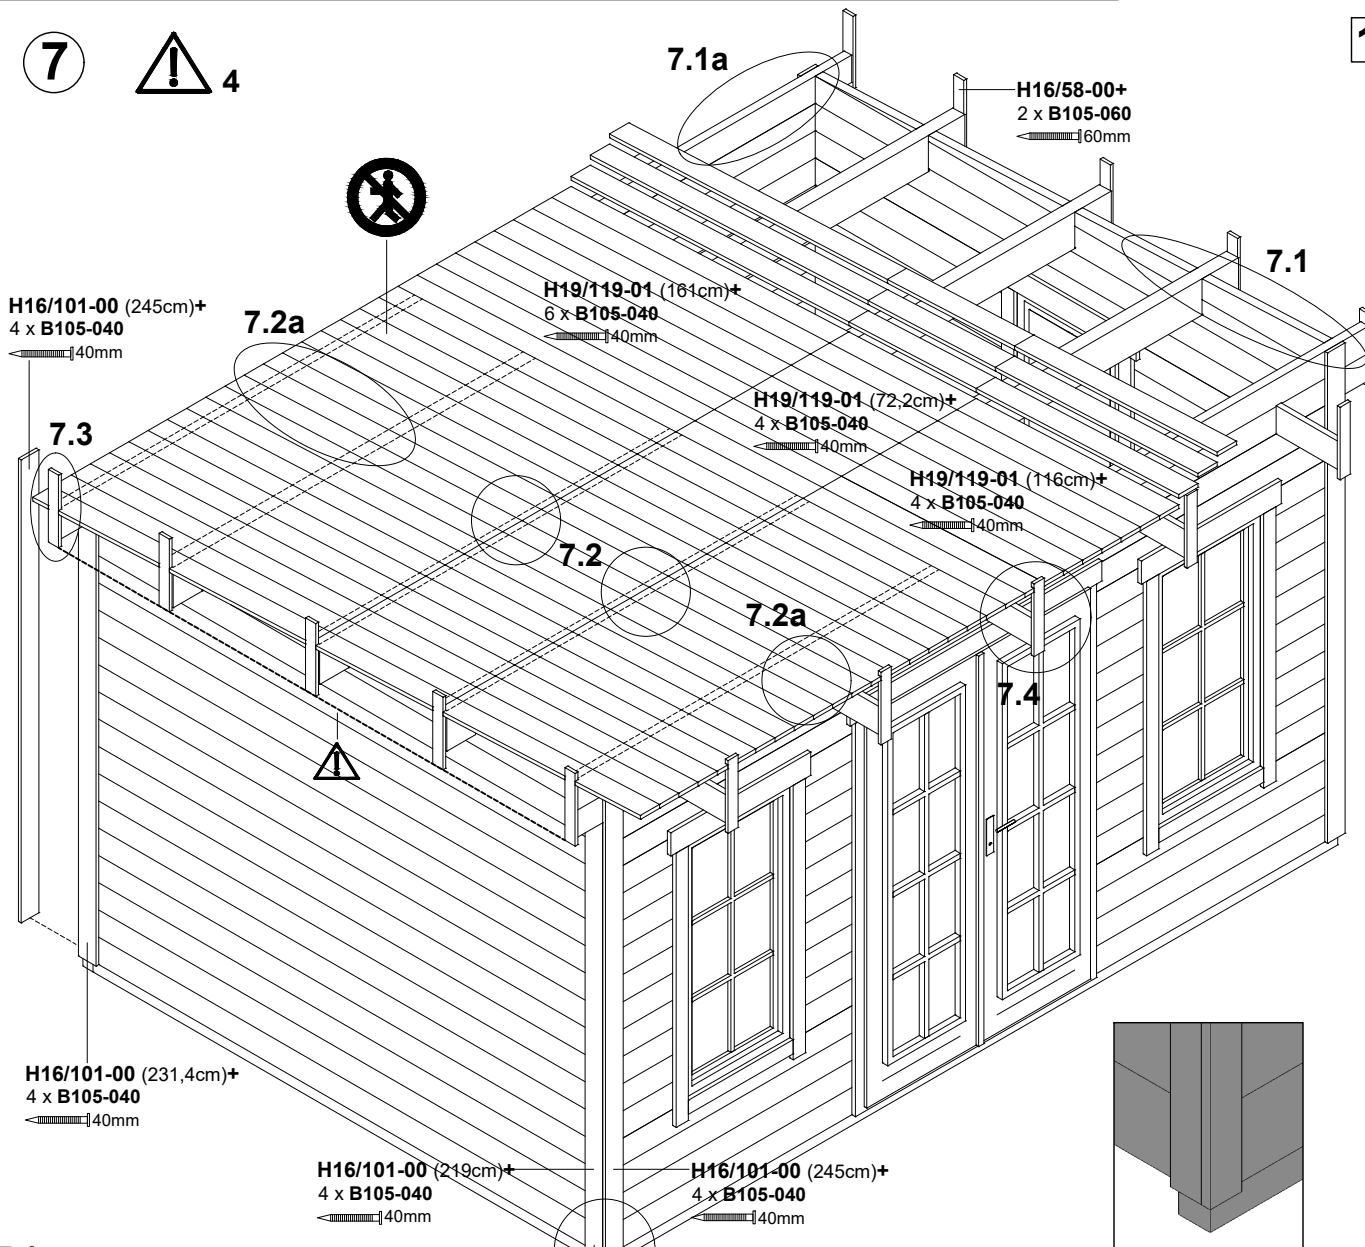 7
4
7.1a
H16/58-00+
2 x B105-060
60mm
7.1
H16/101-00 (245cm)+
4 x B105-040
40mm
7.2a
H19/119-01 (161cm)+
6 x B105-040
40mm
7.3
H19/119-01 (72,2cm)+
4 x B105-040
40mm
H19/119-01 (116cm)+
4 x B105-040
40mm
7.2
7.2a
7.4
H16/101-00 (231,4cm)+
4 x B105-040
40mm
H16/101-00 (219cm)+
4 x B105-040
40mm
H16/101-00 (245cm)+
4 x B105-040
40mm